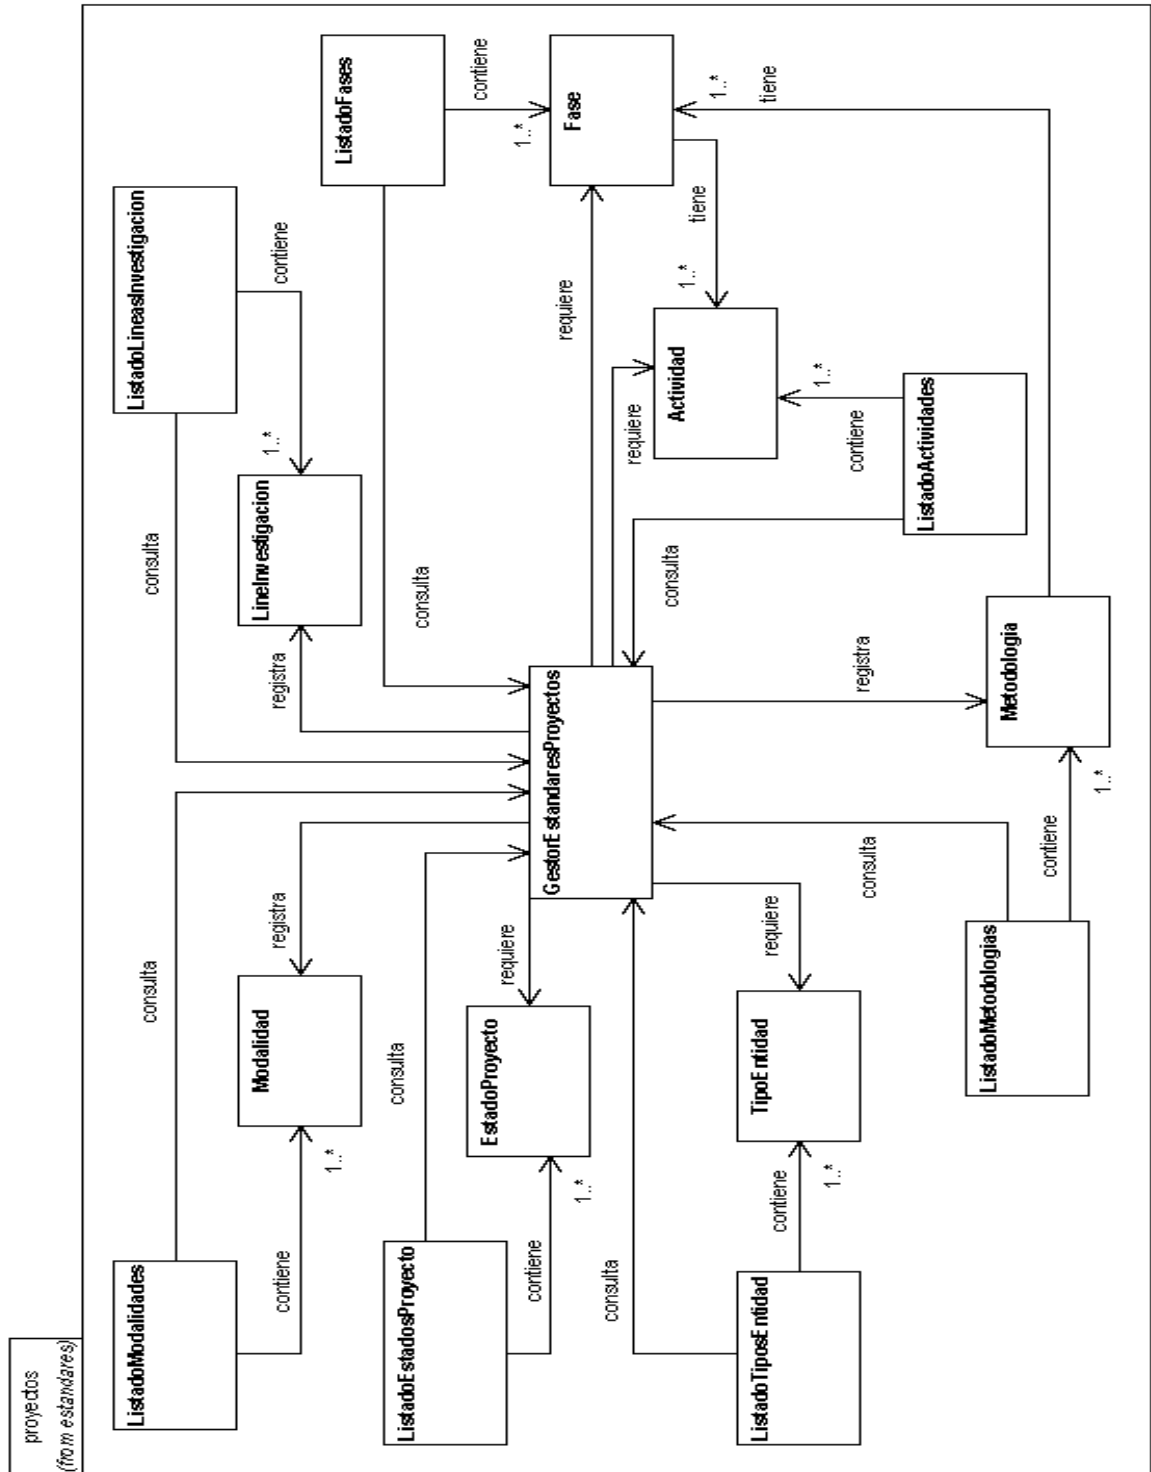 proyectos
(from estandares)
ListadoModalidades
consulta
ListadoLineasInvestigacion
contiene
1..*
Modalidad
registra
registra
LineInvestigacion
1..*
contiene
ListadoFases
ListadoEstadosProyecto
consulta
consulta
contiene
contiene
1..*
EstadoProyecto
requiere
GestorEstandaresProyectos
requiere
1..*
Fase
consulta
consulta
requiere
Actividad
1..*
tiene
1..*
tiene
ListadoTiposEntidad
contiene
1..*
TipoEntidad
requiere
consulta
registra
contiene
1..*
ListadoActividades
ListadoMetodologias
contiene
1..*
Metodologia